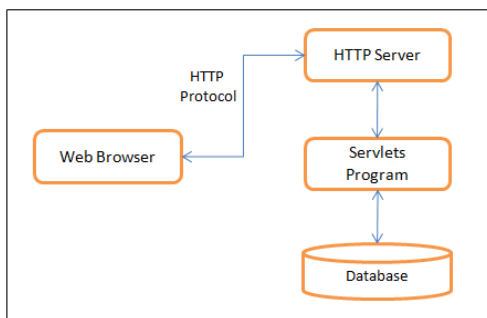 HTTP Server
HTTP
Protocol
Web Browser
Servlets
Program
Database